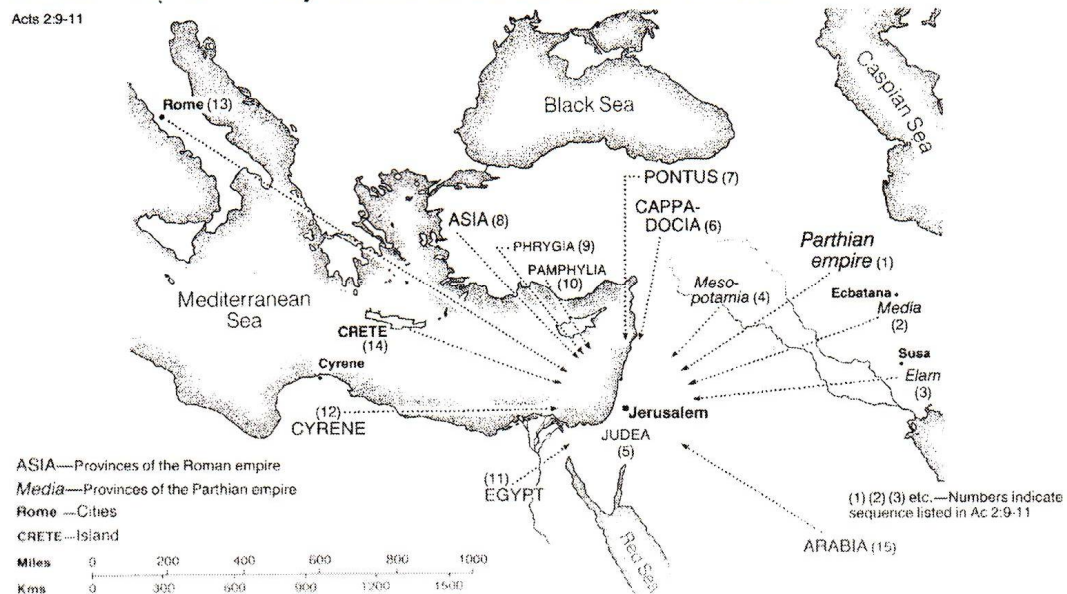 Acts 2:9-11
Rome (13)
Black Sea
Caspian Sea
PONTUS (7)
CAPPA-
DOCIA (6)
ASIA (8)
PHRYGIA (9)
PAMPHYLIA
(10)
Parthian
empire (1)
Meso-
potamia (4)
Ecbatana
Media
(2)
Mediterranean
Sea
CRETE
(14)
Susa
Elam
(3)
Cyrene
(12)
CYRENE
Jerusalem
JUDEA
(5)
(11)
EGYPT
Red Sea
ARABIA (15)
ASIA—Provinces of the Roman empire
Media—Provinces of the Parthian empire
Rome —Cities
CRETE—Island
(1) (2) (3) etc.—Numbers indicate
sequence listed in Ac 2:9-11
Miles 0 200 400 600 800 1000
Kms 0 300 600 900 1200 1500